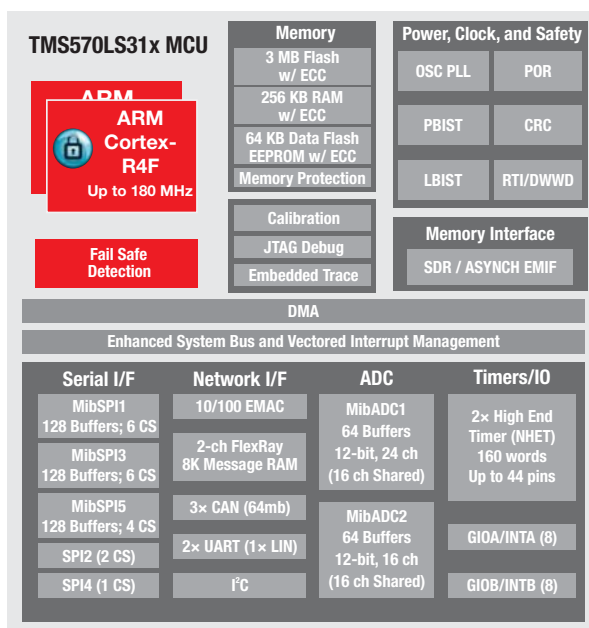 TMS570LS31x MCU
ARM
ARM
Cortex-
R4F
Up to 180 MHz
Fail Safe
Detection
Memory
3 MB Flash
w/ ECC
256 KB RAM
w/ ECC
64 KB Data Flash
EEPROM w/ ECC
Memory Protection
Calibration
JTAG Debug
Embedded Trace
Power, Clock, and Safety
OSC PLL
POR
PBIST
CRC
LBIST
RTI/DWWD
Memory Interface
SDR / ASYNCH EMIF
DMA
Enhanced System Bus and Vectored Interrupt Management
Serial I/F
MibSPI1
128 Buffers; 6 CS
MibSPI3
128 Buffers; 6 CS
MibSPI5
128 Buffers; 4 CS
SPI2 (2 CS)
SPI4 (1 CS)
Network I/F
10/100 EMAC
2-ch FlexRay
8K Message RAM
3× CAN (64mb)
2× UART (1× LIN)
I²C
ADC
MibADC1
64 Buffers
12-bit, 24 ch
(16 ch Shared)
MibADC2
64 Buffers
12-bit, 16 ch
(16 ch Shared)
Timers/IO
2× High End
Timer (NHET)
160 words
Up to 44 pins
GIOA/INTA (8)
GIOB/INTB (8)